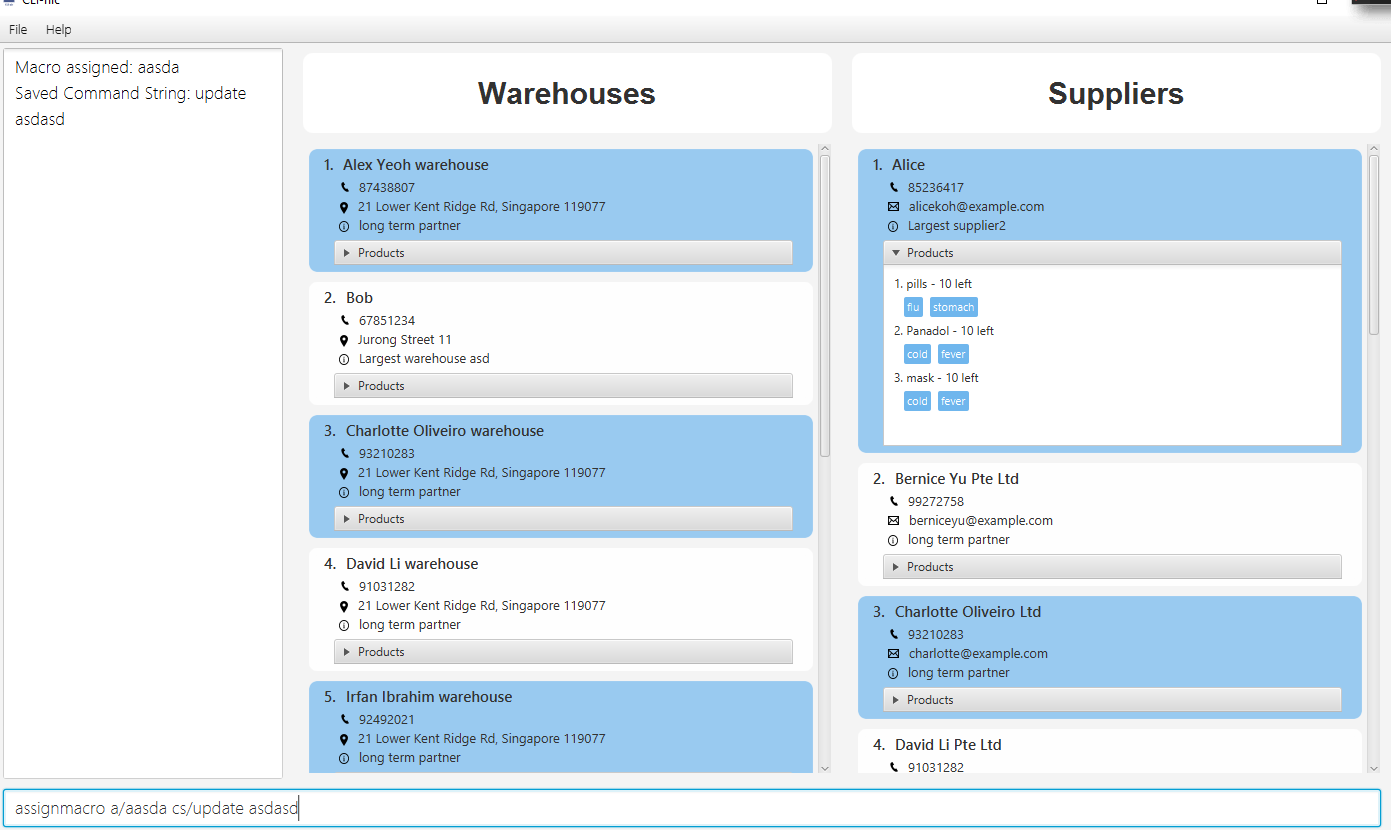 File Help
Macro assigned: aasda
Saved Command String: update
asdasd
Warehouses
1. Alex Yeoh warehouse
87438807
21 Lower Kent Ridge Rd, Singapore 119077
long term partner
Products
2. Bob
67851234
Jurong Street 11
Largest warehouse asd
Products
3. Charlotte Oliveiro warehouse
93210283
21 Lower Kent Ridge Rd, Singapore 119077
long term partner
Products
4. David Li warehouse
91031282
21 Lower Kent Ridge Rd, Singapore 119077
long term partner
Products
5. Irfan Ibrahim warehouse
92492021
21 Lower Kent Ridge Rd, Singapore 119077
long term partner
Suppliers
1. Alice
85236417
alicekoh@example.com
Largest supplier2
Products
1. pills - 10 left
flu stomach
2. Panadol - 10 left
cold fever
3. mask - 10 left
cold fever
2. Bernice Yu Pte Ltd
99272758
berniceyu@example.com
long term partner
Products
3. Charlotte Oliveiro Ltd
93210283
charlotte@example.com
long term partner
Products
4. David Li Pte Ltd
91031282
assignmacro a/aasda cs/update asdasd